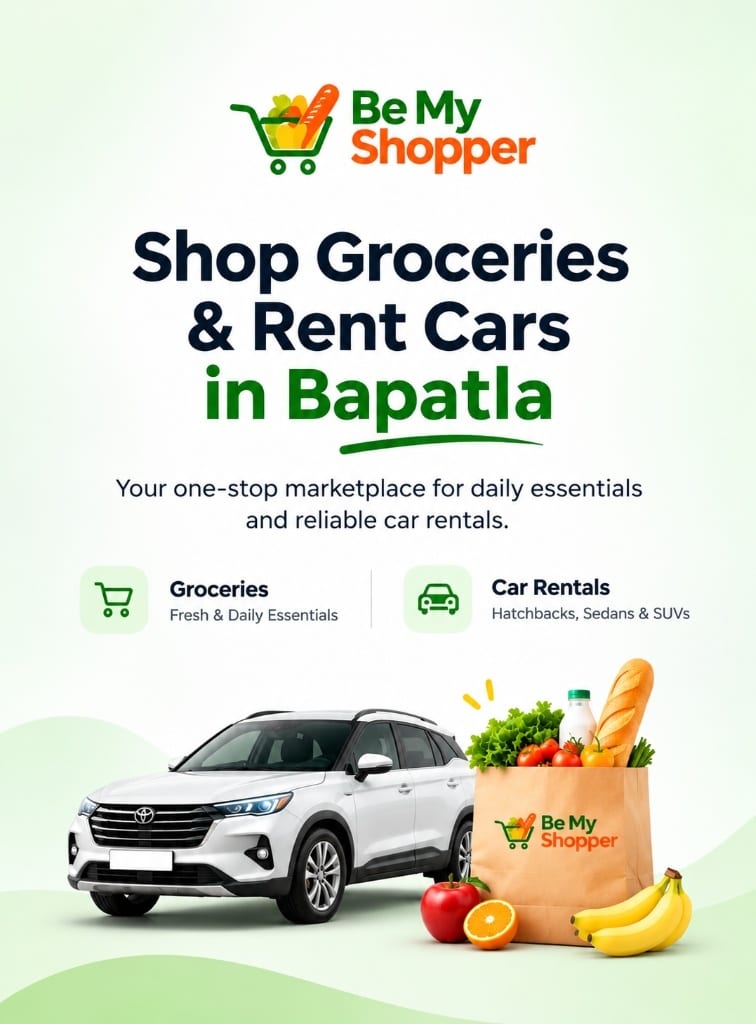 Be My
Shopper
Shop Groceries
& Rent Cars
in Bapatla
Your one-stop marketplace for daily essentials
and reliable car rentals.
Groceries
Fresh & Daily Essentials
Car Rentals
Hatchbacks, Sedans & SUVs
Be My
Shopper